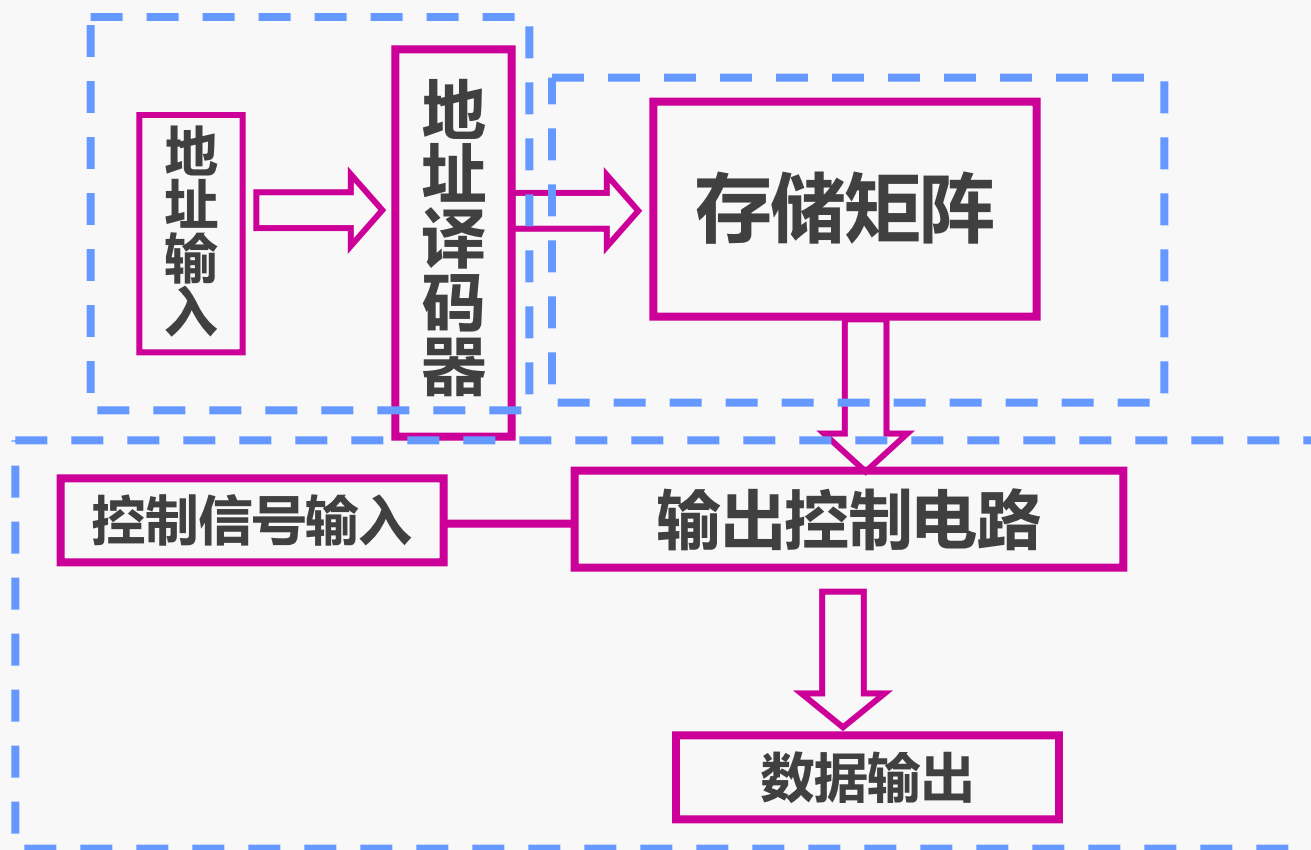 地址输入
地址译码器
存储矩阵
控制信号输入
输出控制电路
数据输出